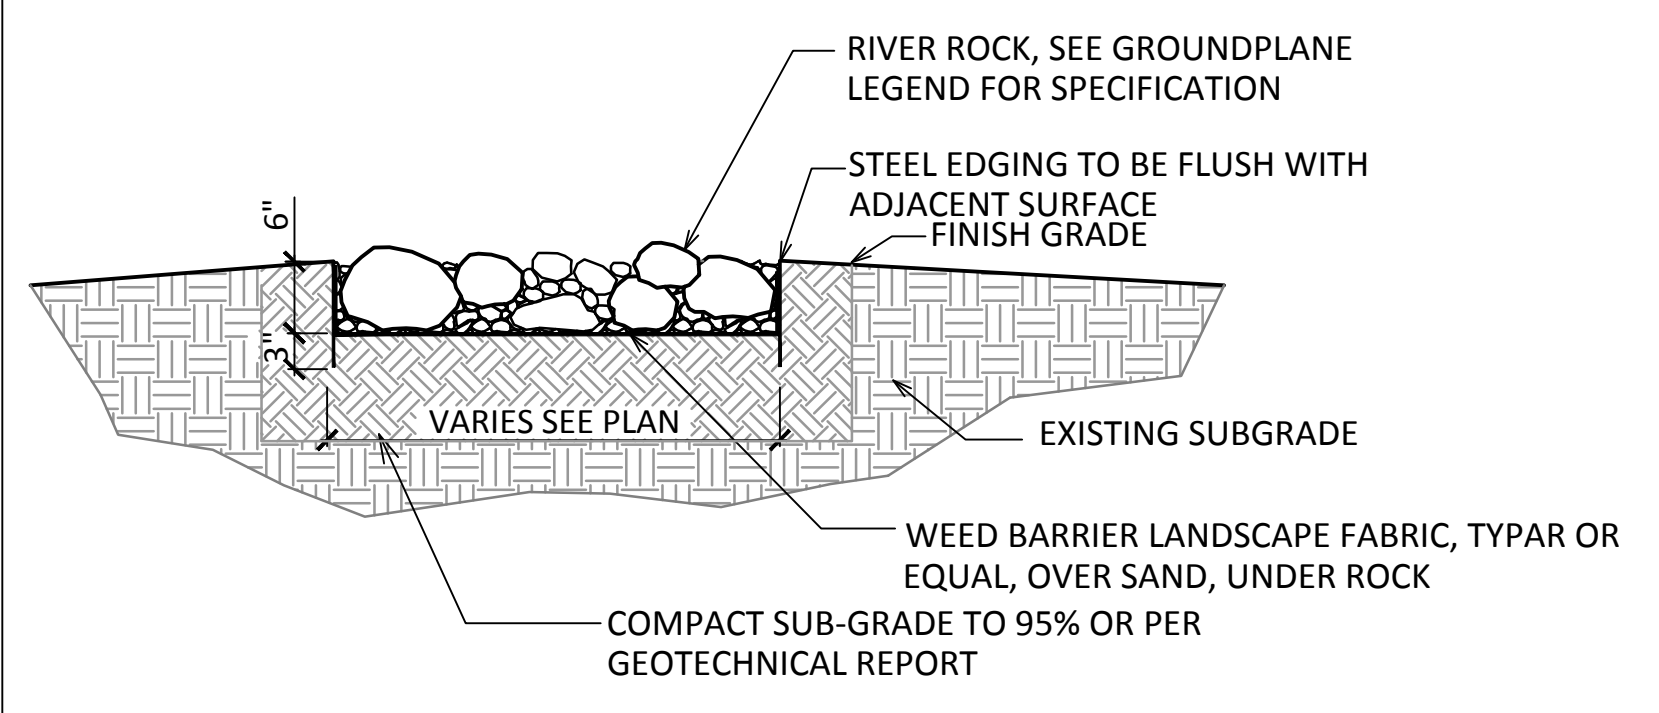 RIVER ROCK, SEE GROUNDPLANE
LEGEND FOR SPECIFICATION
STEEL EDGING TO BE FLUSH WITH
ADJACENT SURFACE
FINISH GRADE
6"
3"
VARIES SEE PLAN
EXISTING SUBGRADE
WEED BARRIER LANDSCAPE FABRIC, TYPAR OR
EQUAL, OVER SAND, UNDER ROCK
COMPACT SUB-GRADE TO 95% OR PER
GEOTECHNICAL REPORT